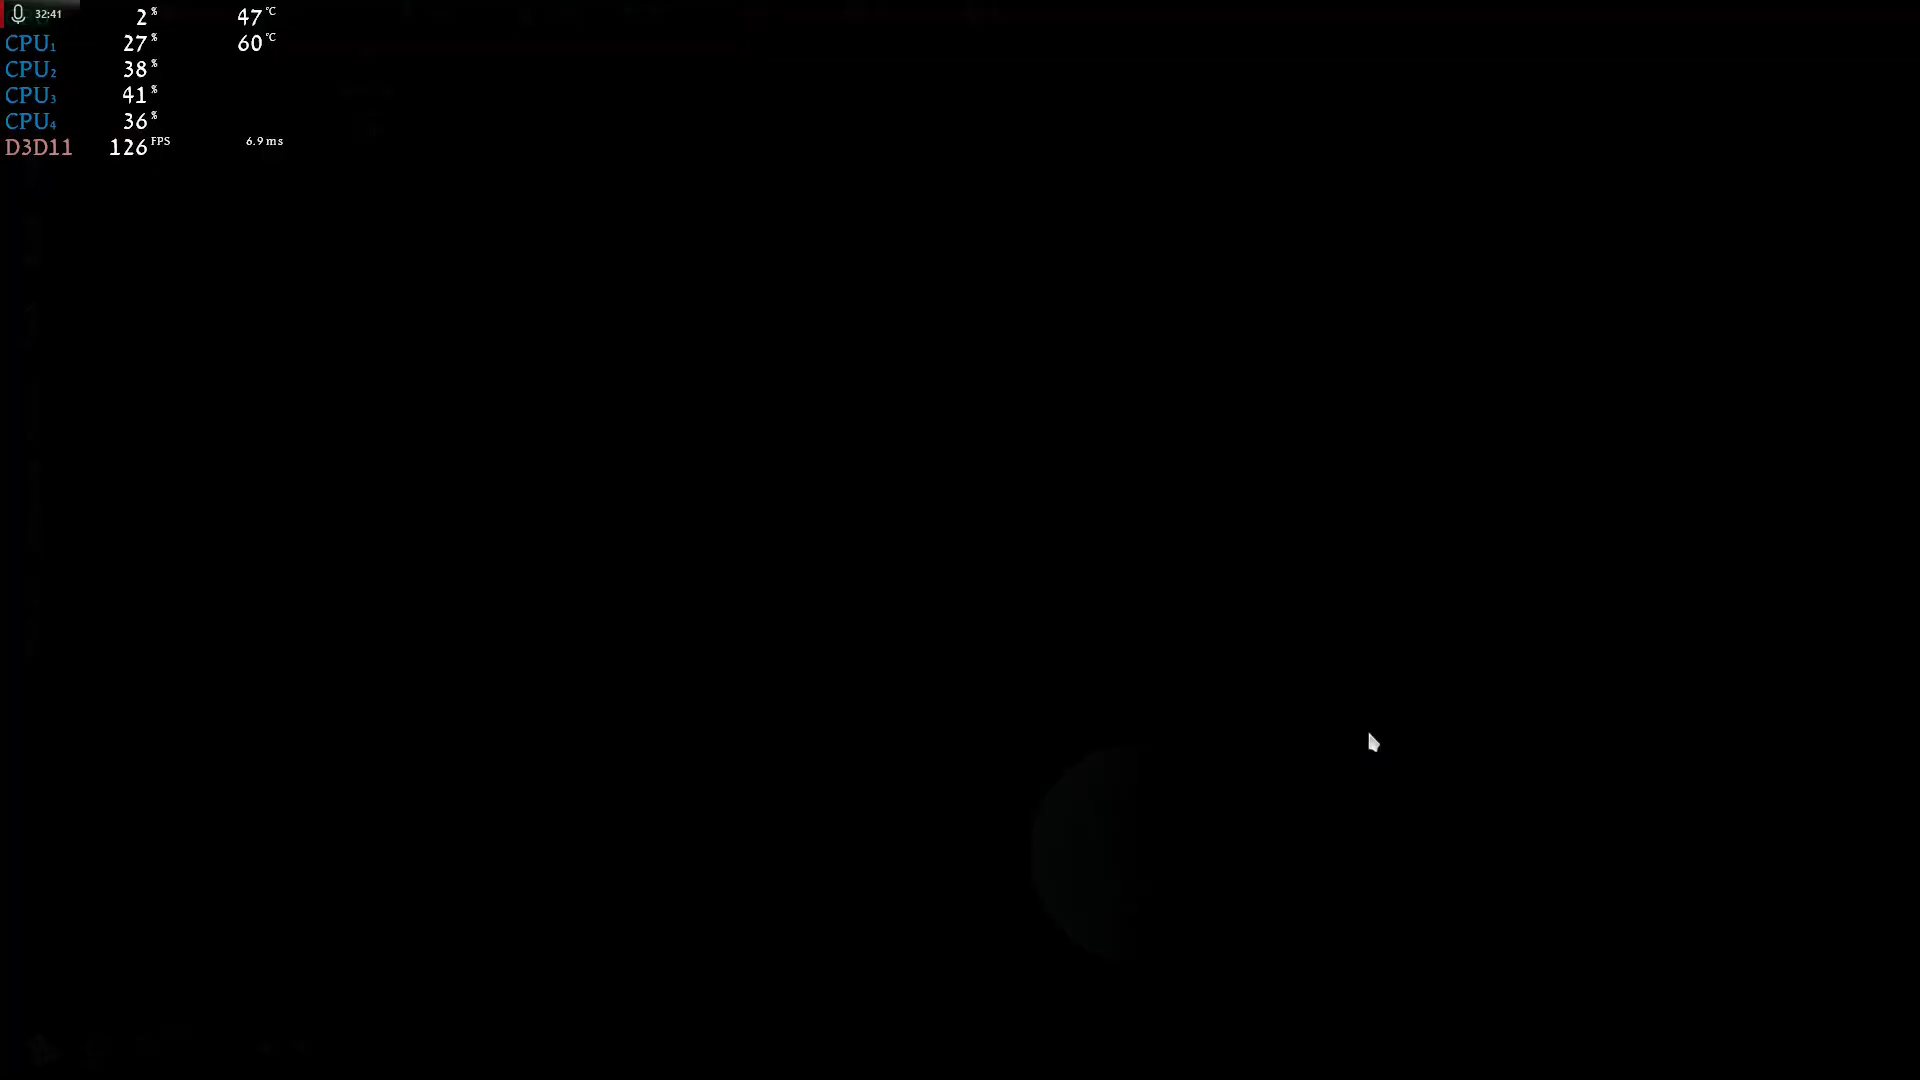 32:41
2 % 47 °C
CPU1 27 % 60 °C
CPU2 38 %
CPU3 41 %
CPU4 36 %
D3D11 126 FPS 6.9 ms